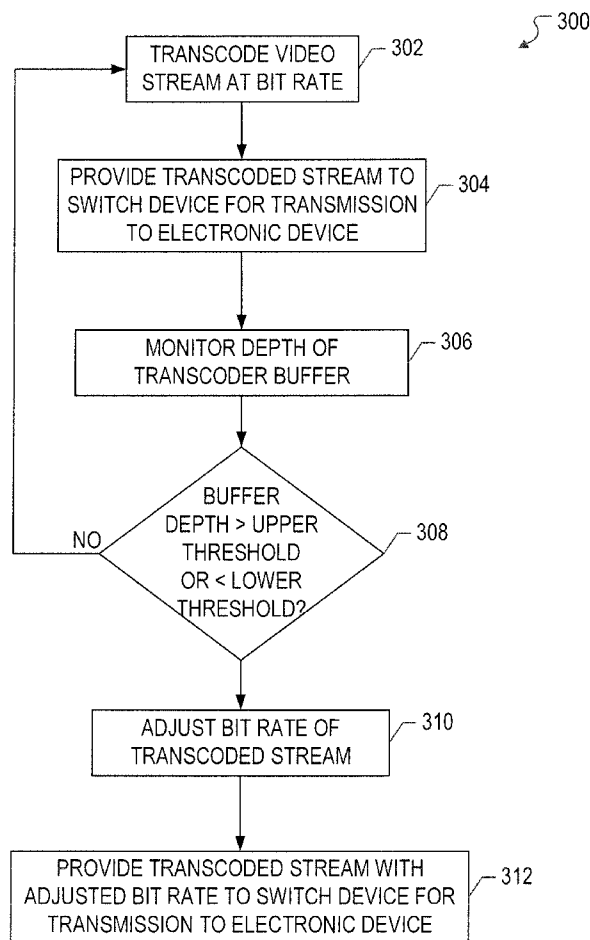 300
TRANSCODE VIDEO
STREAM AT BIT RATE
302
PROVIDE TRANSCODED STREAM TO
SWITCH DEVICE FOR TRANSMISSION
TO ELECTRONIC DEVICE
304
MONITOR DEPTH OF
TRANSCODER BUFFER
306
BUFFER
DEPTH > UPPER
THRESHOLD
OR < LOWER
THRESHOLD?
308
NO
ADJUST BIT RATE OF
TRANSCODED STREAM
310
PROVIDE TRANSCODED STREAM WITH
ADJUSTED BIT RATE TO SWITCH DEVICE FOR
TRANSMISSION TO ELECTRONIC DEVICE
312